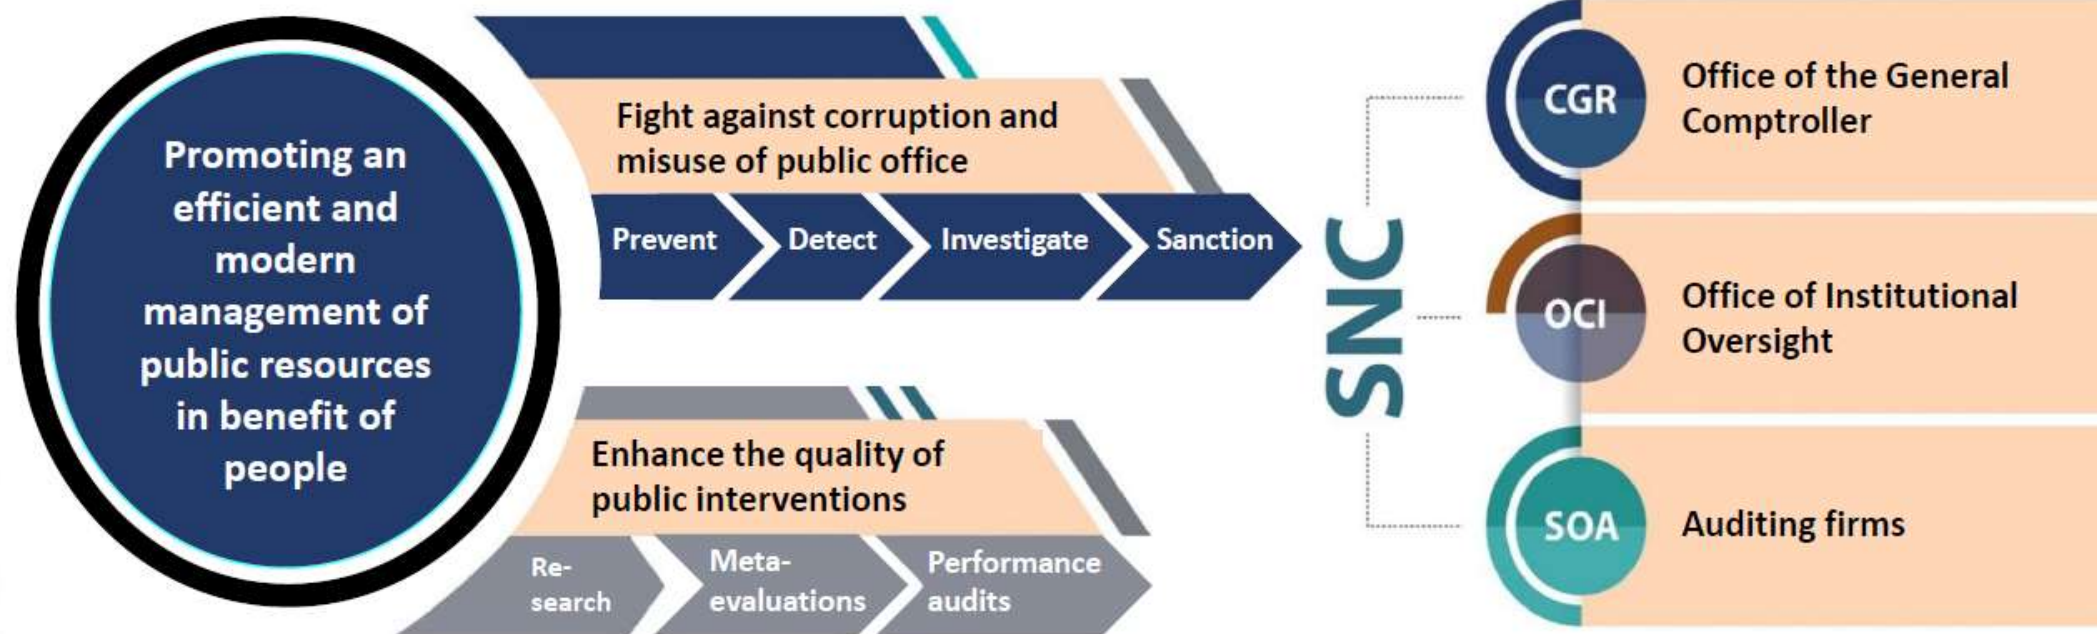 Promoting an
efficient and
modern
management of
public resources
in benefit of
people
Fight against corruption and
misuse of public office
Prevent
Detect
Investigate
Sanction
Enhance the quality of
public interventions
Re-
search
Meta-
evaluations
Performance
audits
SNC
CGR
Office of the General
Comptroller
OCI
Office of Institutional
Oversight
SOA
Auditing firms